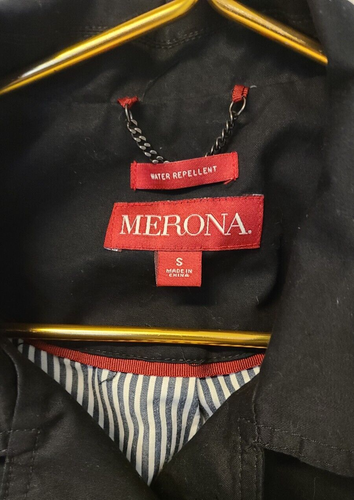 WATER REPELLENT
MERONA.
S
MADE IN
CHINA